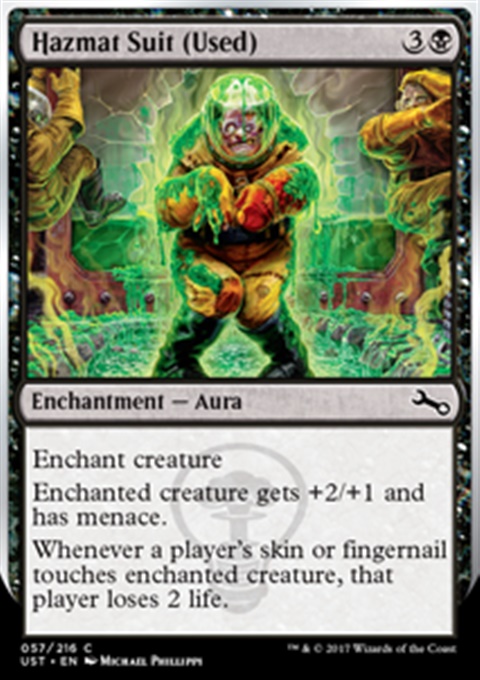 Hazmat Suit (Used) 3
Enchantment — Aura
Enchant creature
Enchanted creature gets +2/+1 and
has menace.
Whenever a player's skin or fingernail
touches enchanted creature, that
player loses 2 life.
057/216 C
UST • EN Michael Phillippi
™ & © 2017 Wizards of the Coast